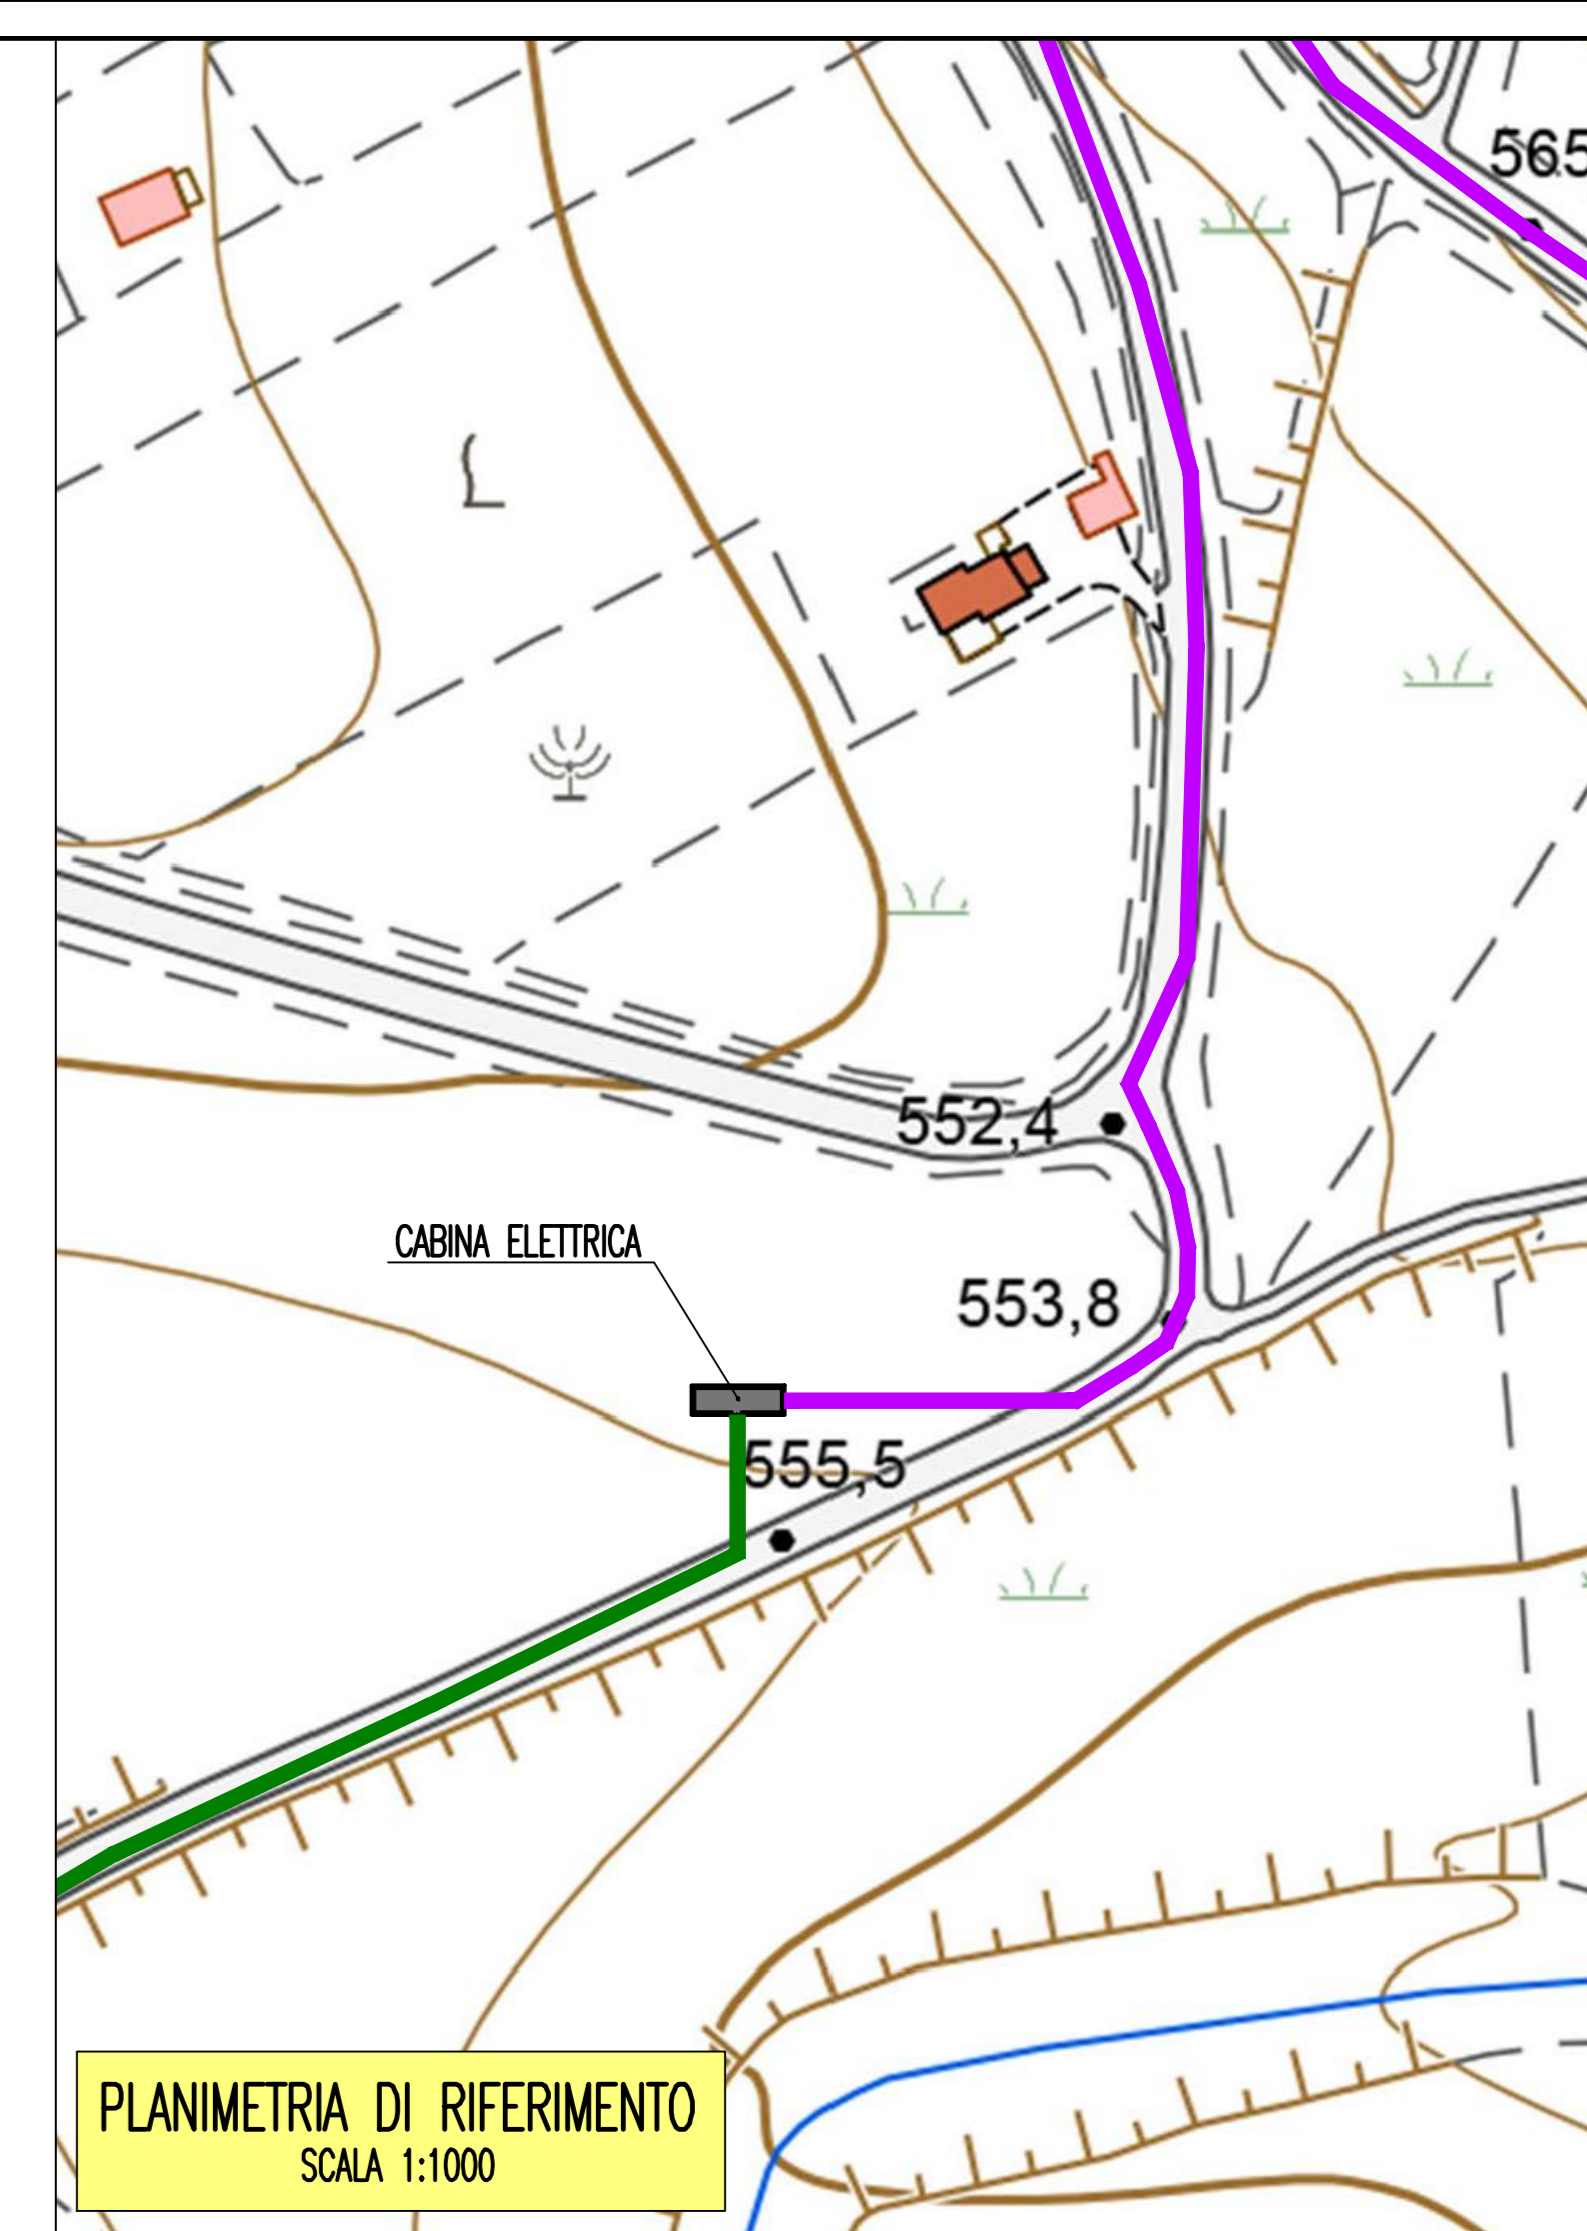 565
552,4
CABINA ELETTRICA
553,8
555,5
PLANIMETRIA DI RIFERIMENTO
SCALA 1:1000